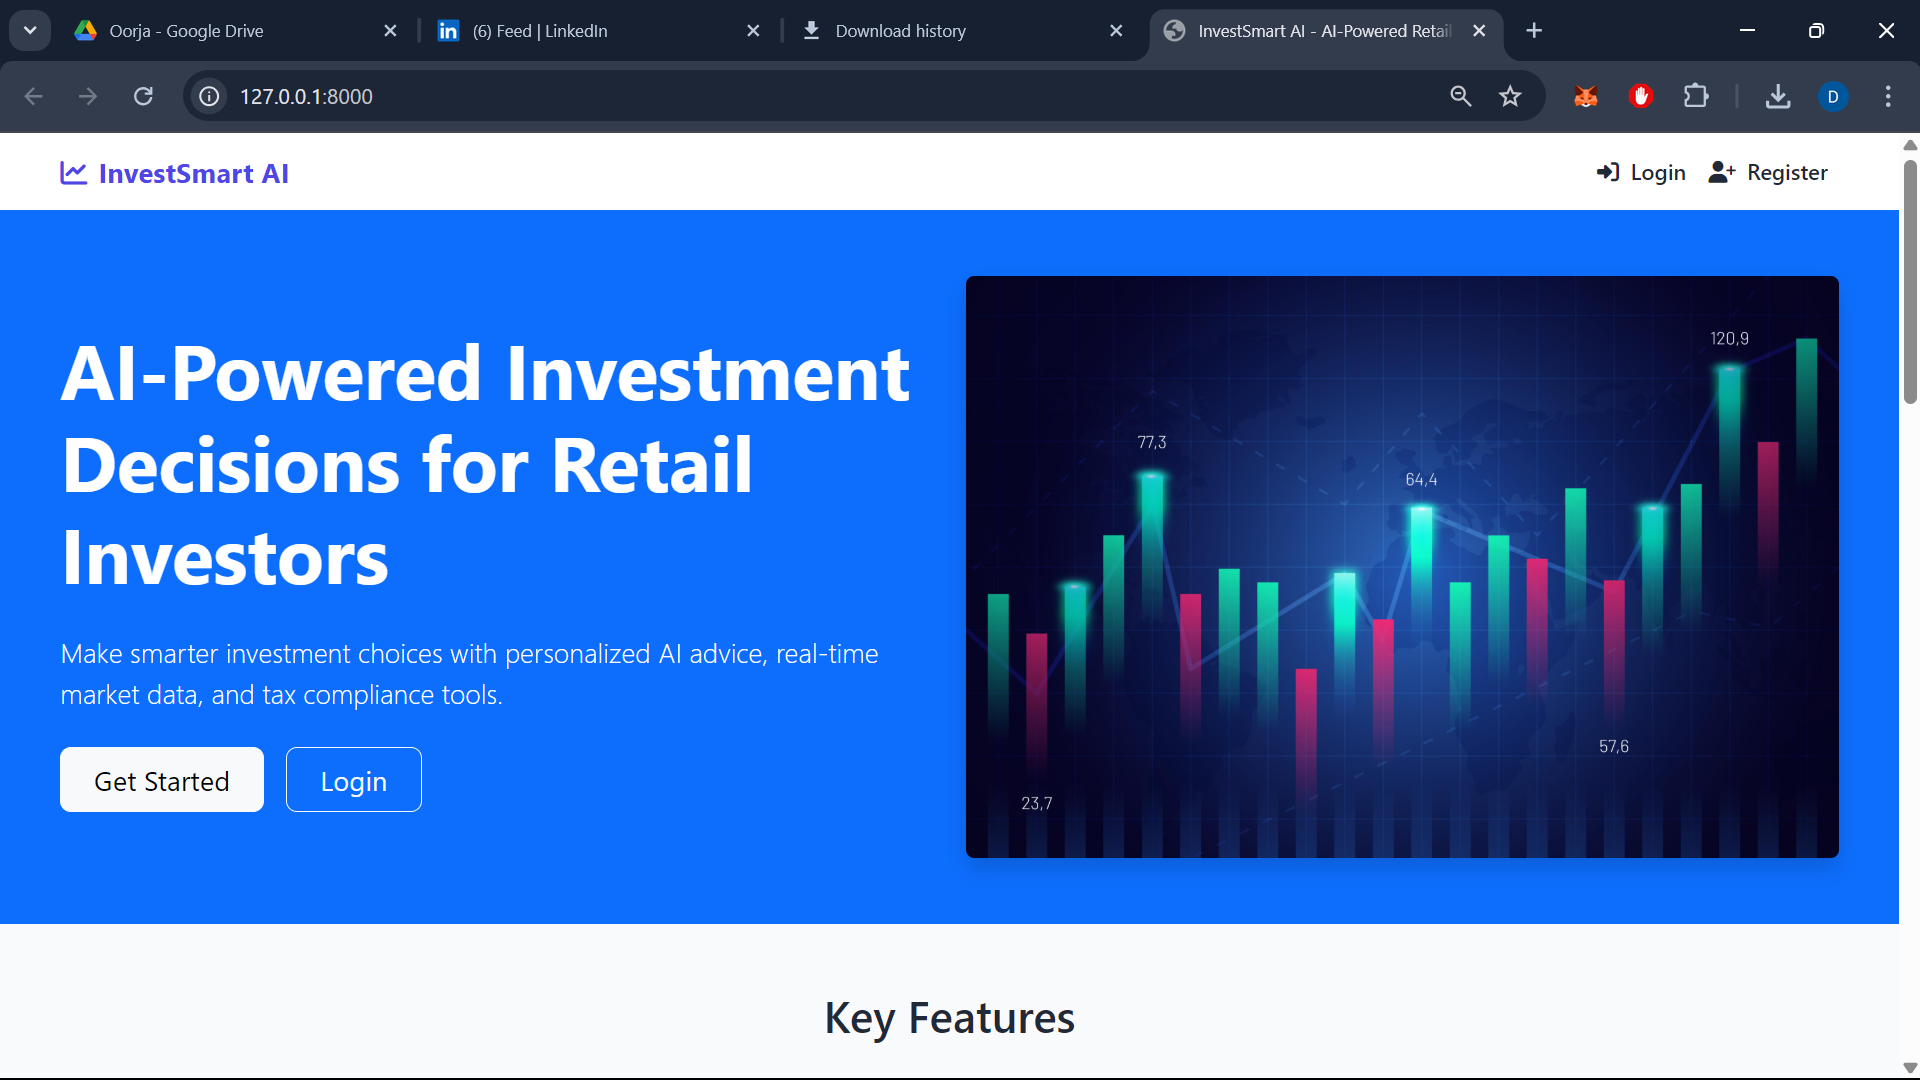 Oorja - Google Drive
(6) Feed | LinkedIn
Download history
InvestSmart AI - AI-Powered Retail
127.0.0.1:8000
D
InvestSmart AI
Login
Register
AI-Powered Investment
Decisions for Retail
Investors
Make smarter investment choices with personalized AI advice, real-time
market data, and tax compliance tools.
Get Started
Login
120,9
77,3
64,4
57,6
23,7
Key Features